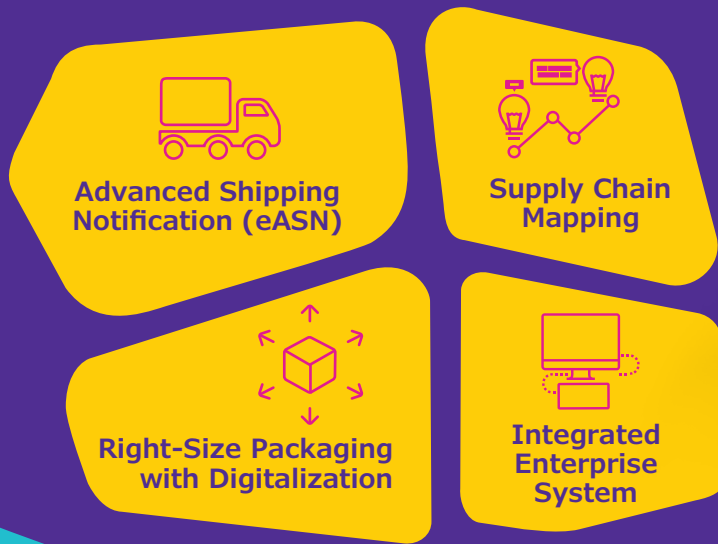 Advanced Shipping
Notification (eASN)
Supply Chain
Mapping
Right-Size Packaging
with Digitalization
Integrated
Enterprise
System